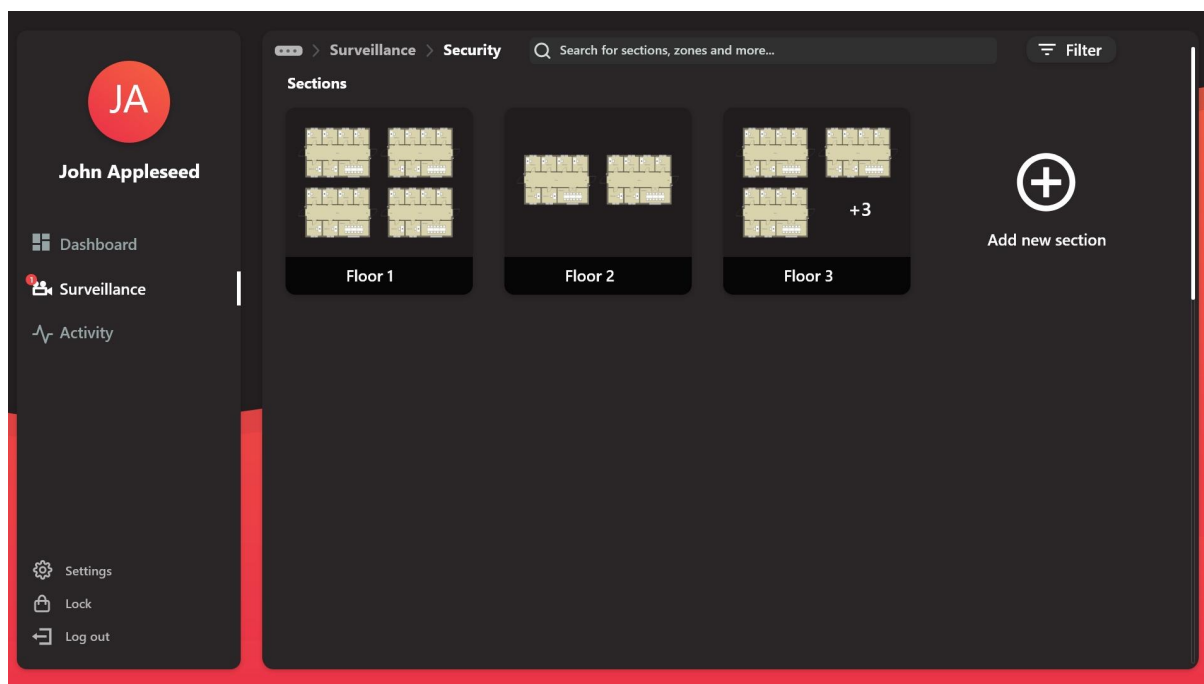 JA
John Appleseed
Dashboard
1
Surveillance
Activity
Settings
Lock
Log out
Surveillance > Security
Search for sections, zones and more...
Filter
Sections
+3
Floor 1
Floor 2
Floor 3
Add new section